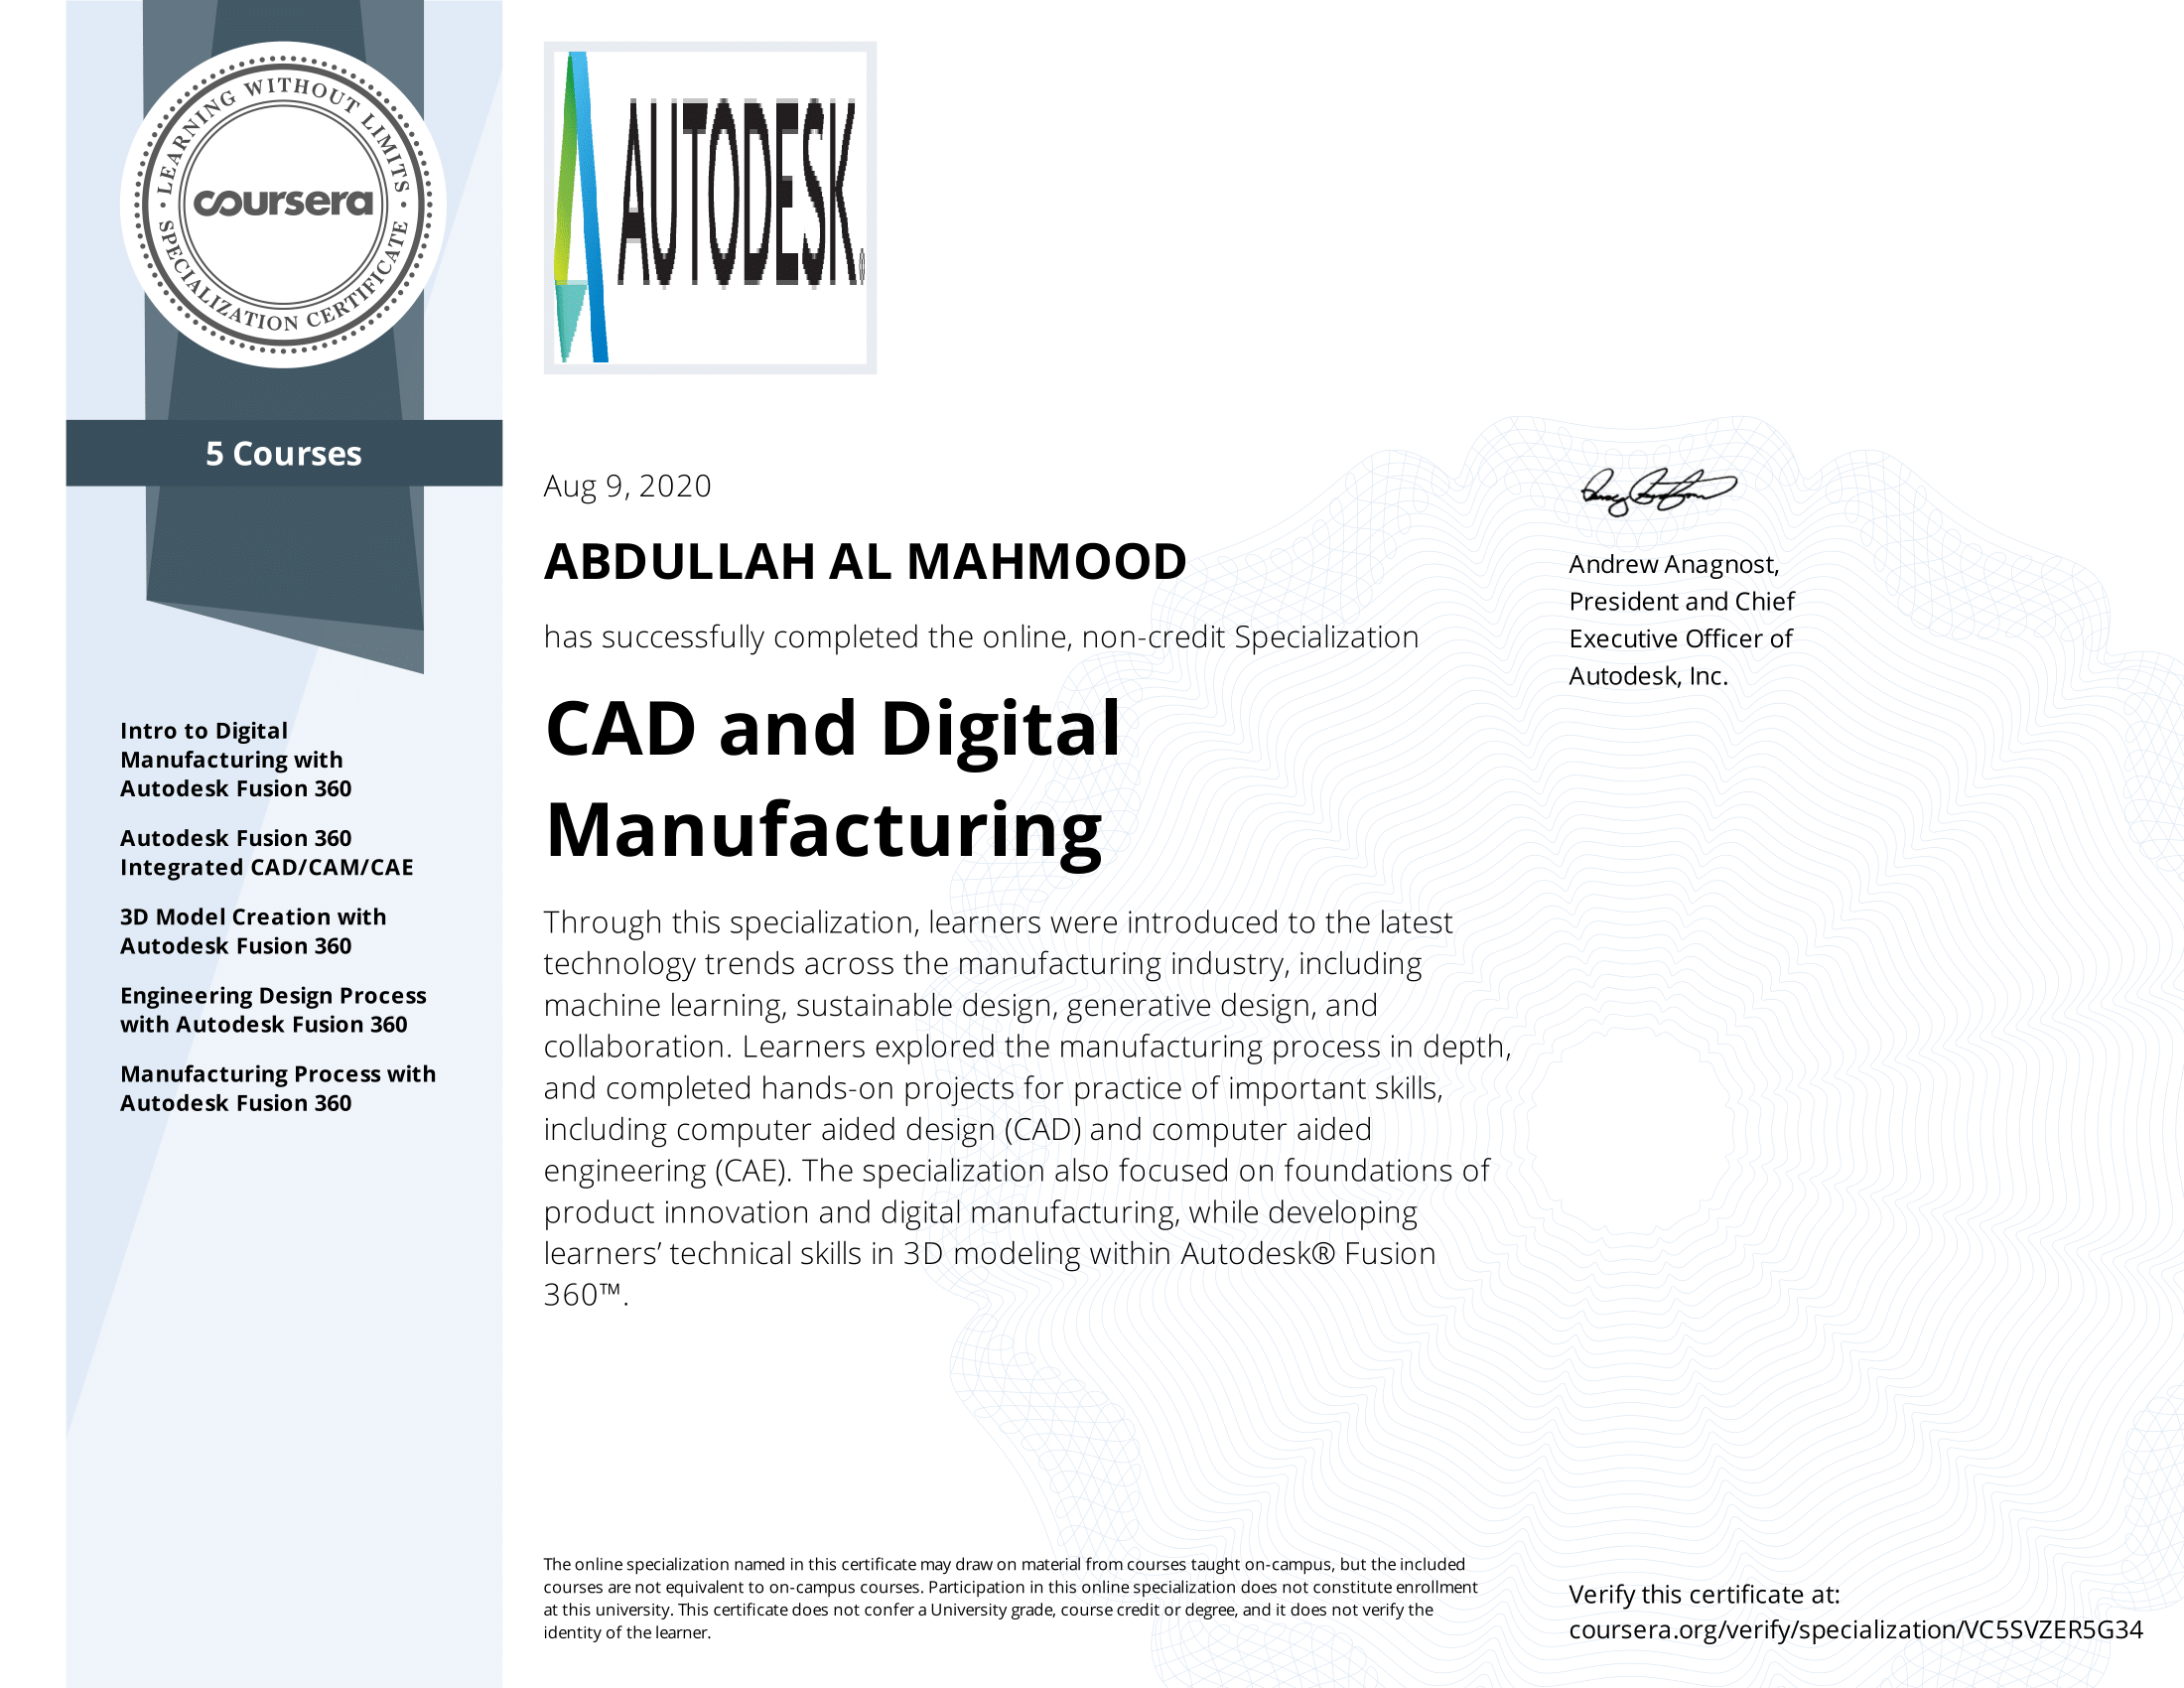 LEARNING WITHOUT LIMITS
coursera
SPECIALIZATION CERTIFICATE
5 Courses
Intro to Digital
Manufacturing with
Autodesk Fusion 360
Autodesk Fusion 360
Integrated CAD/CAM/CAE
3D Model Creation with
Autodesk Fusion 360
Engineering Design Process
with Autodesk Fusion 360
Manufacturing Process with
Autodesk Fusion 360
AUTODESK®
Aug 9, 2020
ABDULLAH AL MAHMOOD
has successfully completed the online, non-credit Specialization
CAD and Digital
Manufacturing
Through this specialization, learners were introduced to the latest
technology trends across the manufacturing industry, including
machine learning, sustainable design, generative design, and
collaboration. Learners explored the manufacturing process in depth,
and completed hands-on projects for practice of important skills,
including computer aided design (CAD) and computer aided
engineering (CAE). The specialization also focused on foundations of
product innovation and digital manufacturing, while developing
learners’ technical skills in 3D modeling within Autodesk® Fusion
360™.
Andrew Anagnost,
President and Chief
Executive Officer of
Autodesk, Inc.
The online specialization named in this certificate may draw on material from courses taught on-campus, but the included
courses are not equivalent to on-campus courses. Participation in this online specialization does not constitute enrollment
at this university. This certificate does not confer a University grade, course credit or degree, and it does not verify the
identity of the learner.
Verify this certificate at:
coursera.org/verify/specialization/VC5SVZER5G34